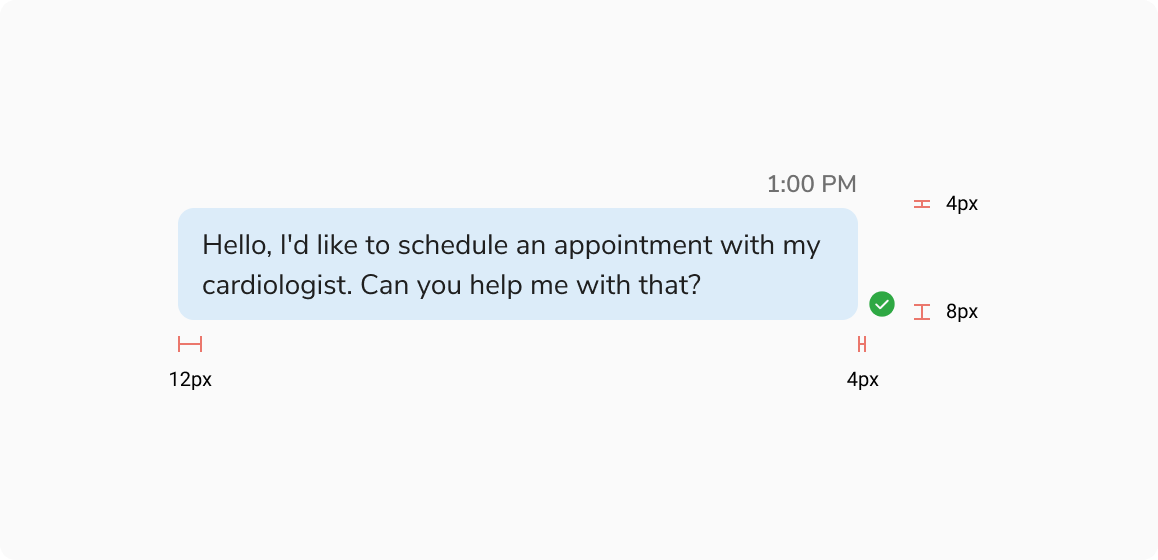 1:00 PM
4px
Hello, I'd like to schedule an appointment with my
cardiologist. Can you help me with that?
8px
12px
4px